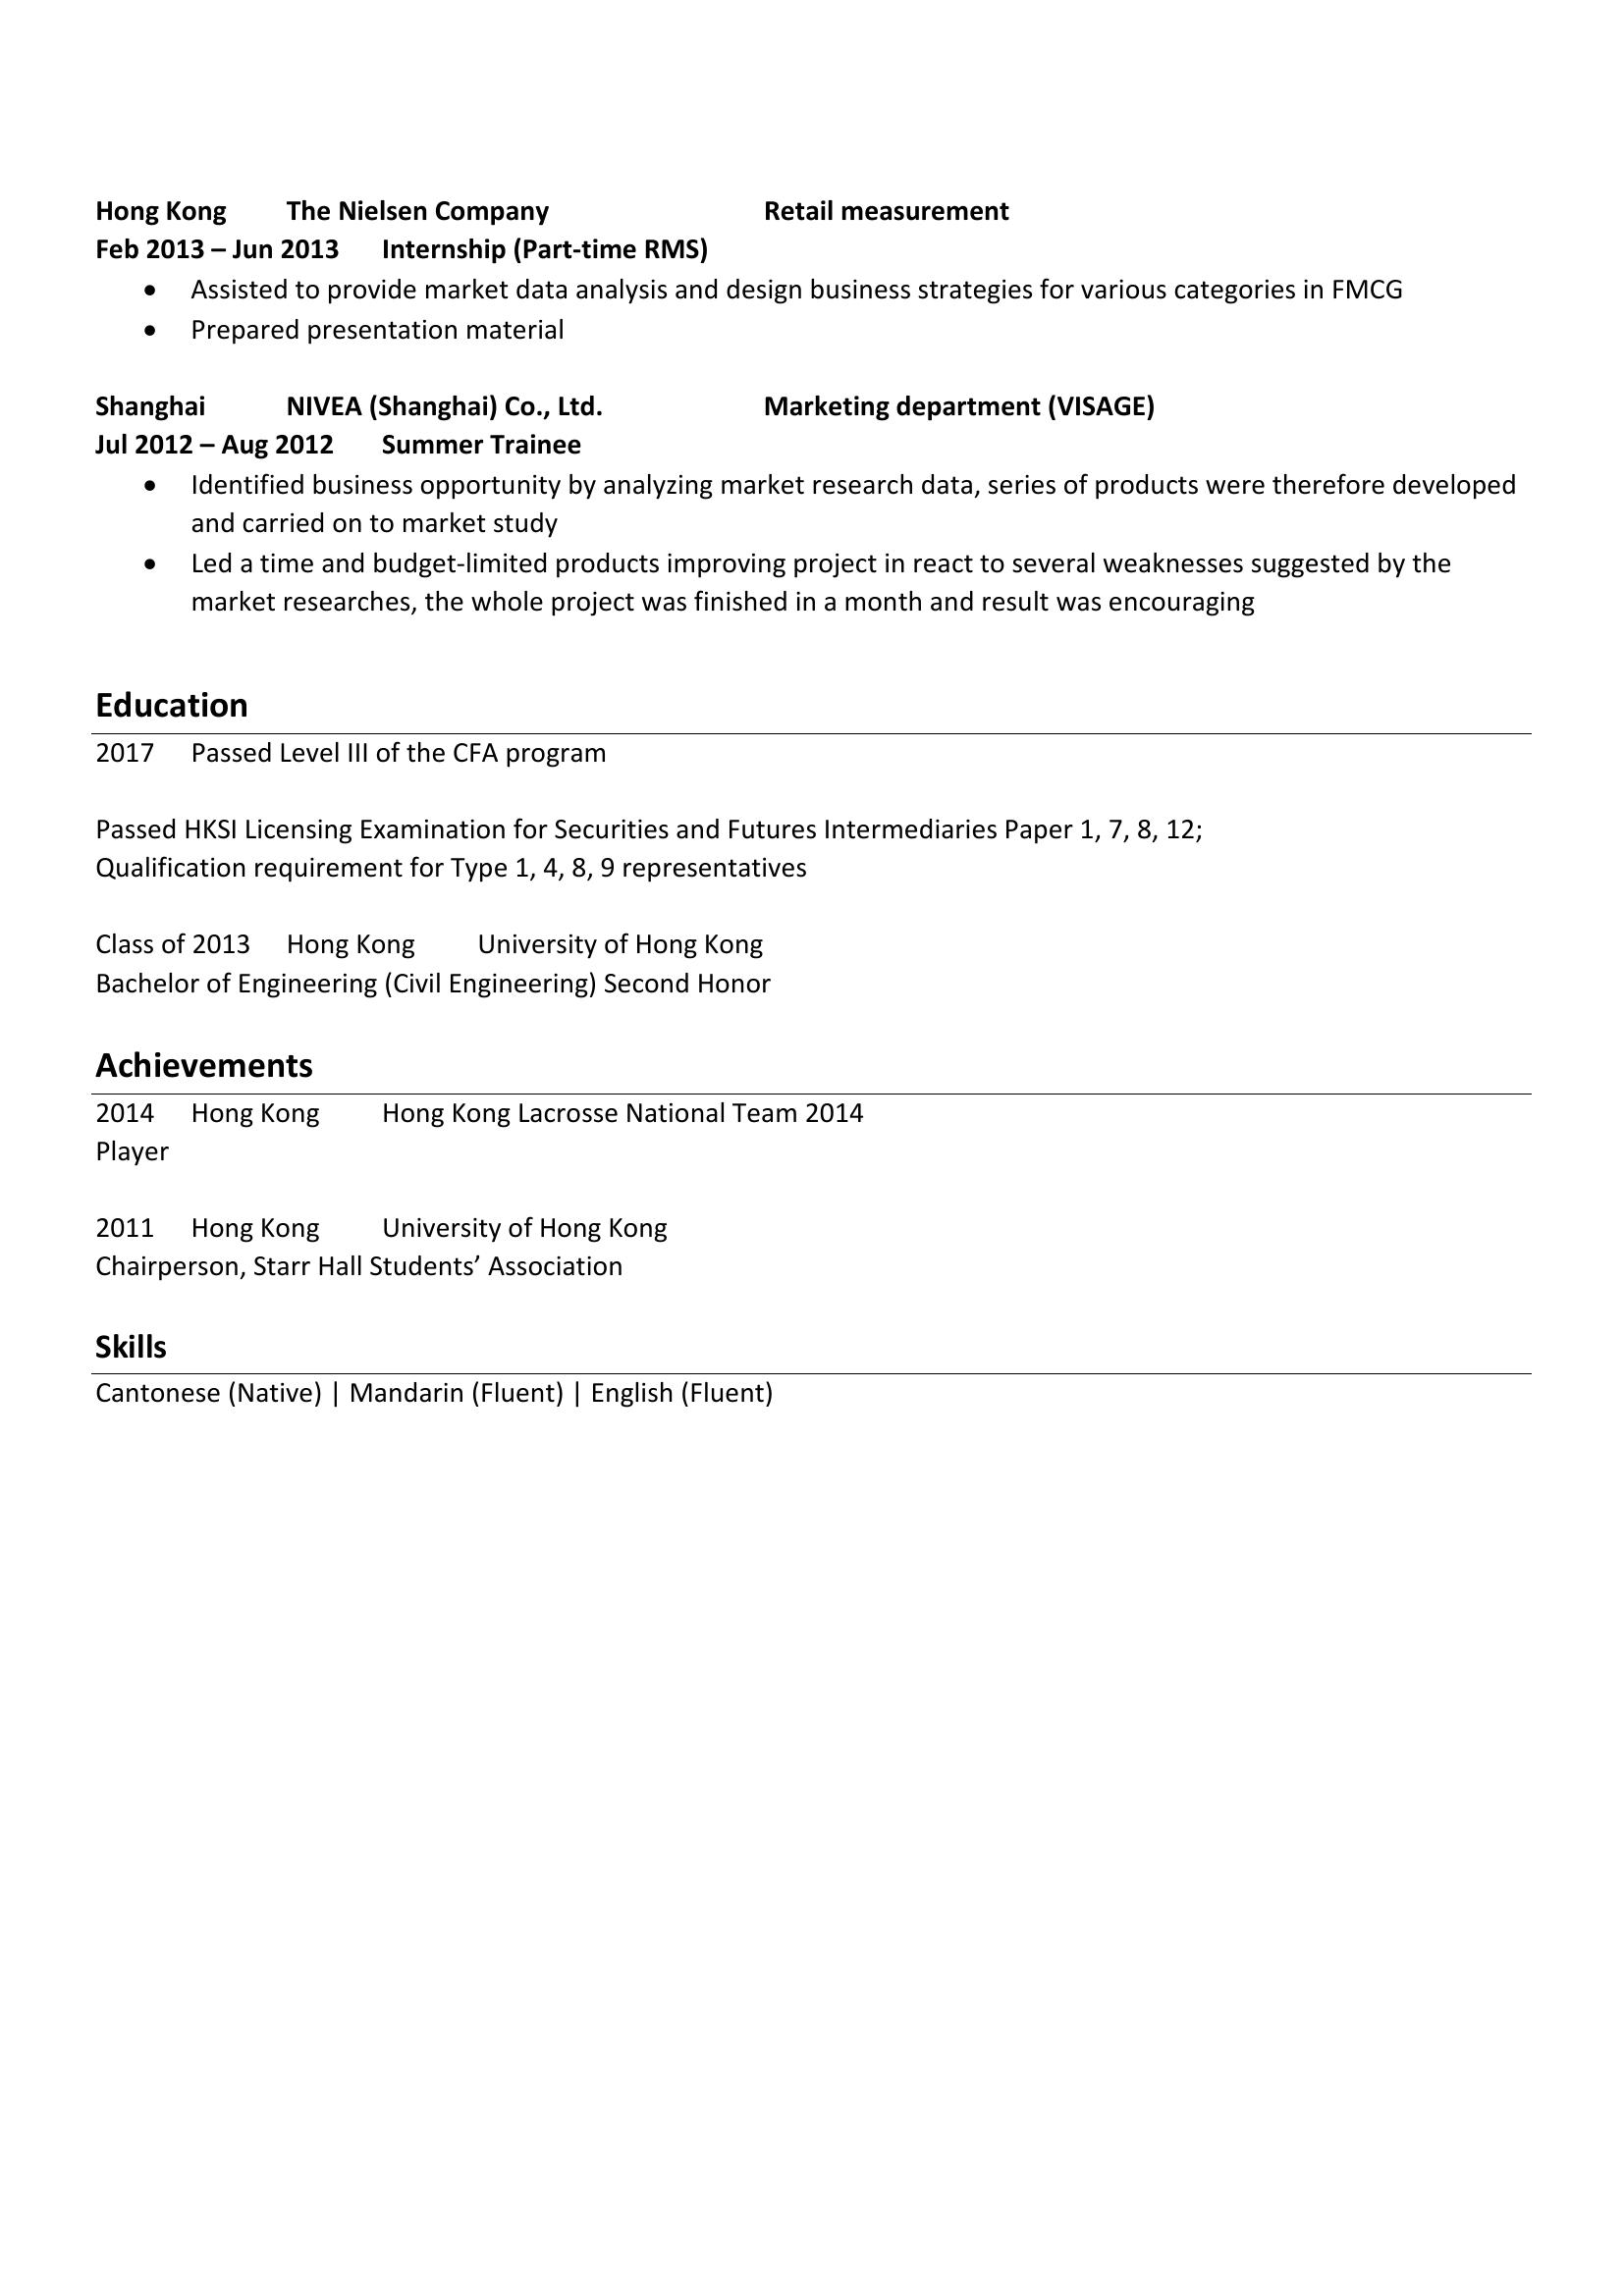 Hong Kong The Nielsen Company Retail measurement
Feb 2013 – Jun 2013 Internship (Part-time RMS)
• Assisted to provide market data analysis and design business strategies for various categories in FMCG
• Prepared presentation material
Shanghai NIVEA (Shanghai) Co., Ltd. Marketing department (VISAGE)
Jul 2012 – Aug 2012 Summer Trainee
• Identified business opportunity by analyzing market research data, series of products were therefore developed
and carried on to market study
• Led a time and budget-limited products improving project in react to several weaknesses suggested by the
market researches, the whole project was finished in a month and result was encouraging
Education
2017 Passed Level III of the CFA program
Passed HKSI Licensing Examination for Securities and Futures Intermediaries Paper 1, 7, 8, 12;
Qualification requirement for Type 1, 4, 8, 9 representatives
Class of 2013 Hong Kong University of Hong Kong
Bachelor of Engineering (Civil Engineering) Second Honor
Achievements
2014 Hong Kong Hong Kong Lacrosse National Team 2014
Player
2011 Hong Kong University of Hong Kong
Chairperson, Starr Hall Students’ Association
Skills
Cantonese (Native) | Mandarin (Fluent) | English (Fluent)